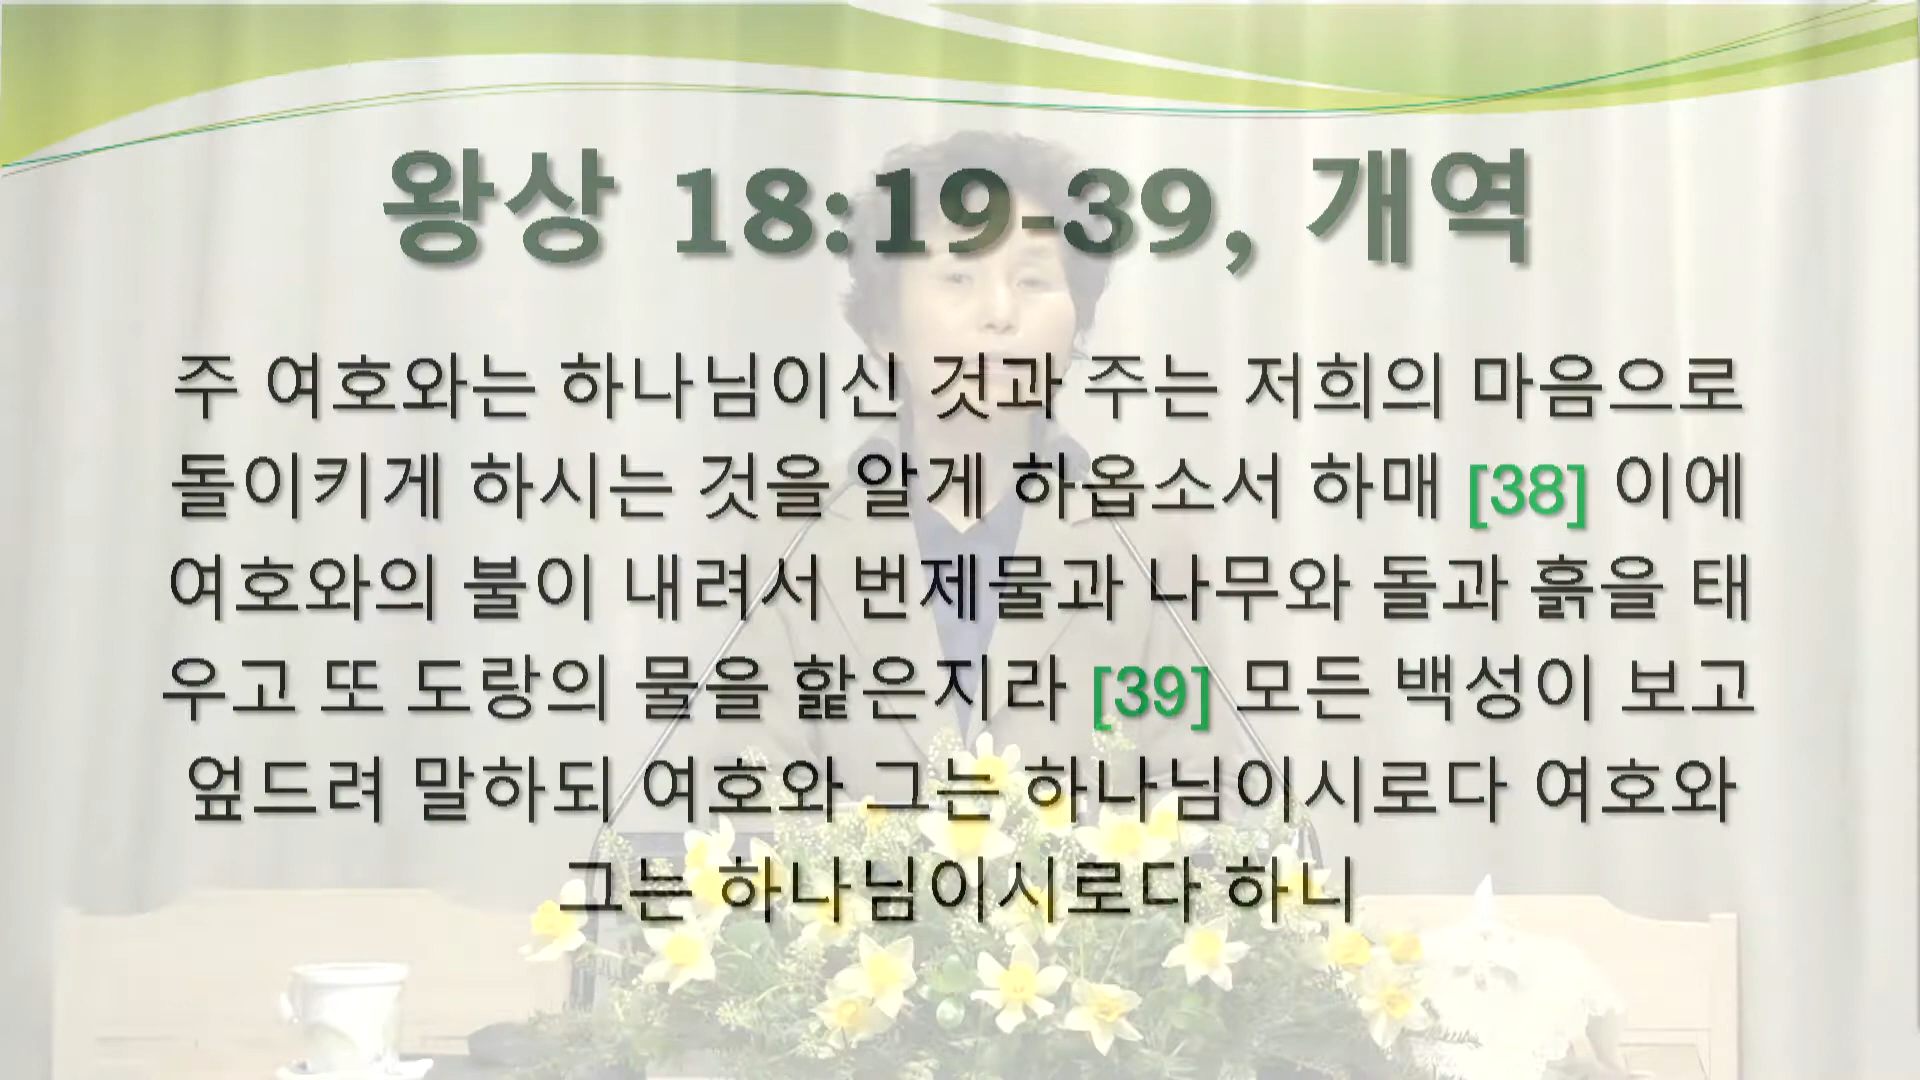 왕상 18:19-39, 개역
주 여호와는 하나님이신 것과 주는 저희의 마음으로
돌이키게 하시는 것을 알게 하옵소서 하매 [38] 이에
여호와의 불이 내려서 번제물과 나무와 돌과 흙을 태
우고 또 도랑의 물을 핥은지라 [39] 모든 백성이 보고
엎드려 말하되 여호와 그는 하나님이시로다 여호와
그는 하나님이시로다 하니